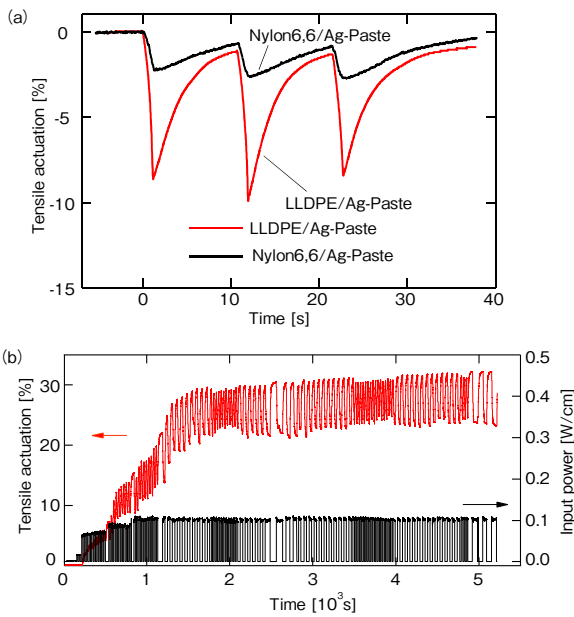 (a)
0
-5
-10
-15
Tensile actuation [%]
Nylon6,6/Ag-Paste
LLDPE/Ag-Paste
LLDPE/Ag-Paste
Nylon6,6/Ag-Paste
0 10 20 30 40
Time [s]
(b)
30
20
10
0
Tensile actuation [%]
0.5
0.4
0.3
0.2
0.1
0.0
Input power [W/cm]
0 1 2 3 4 5
Time [10³s]